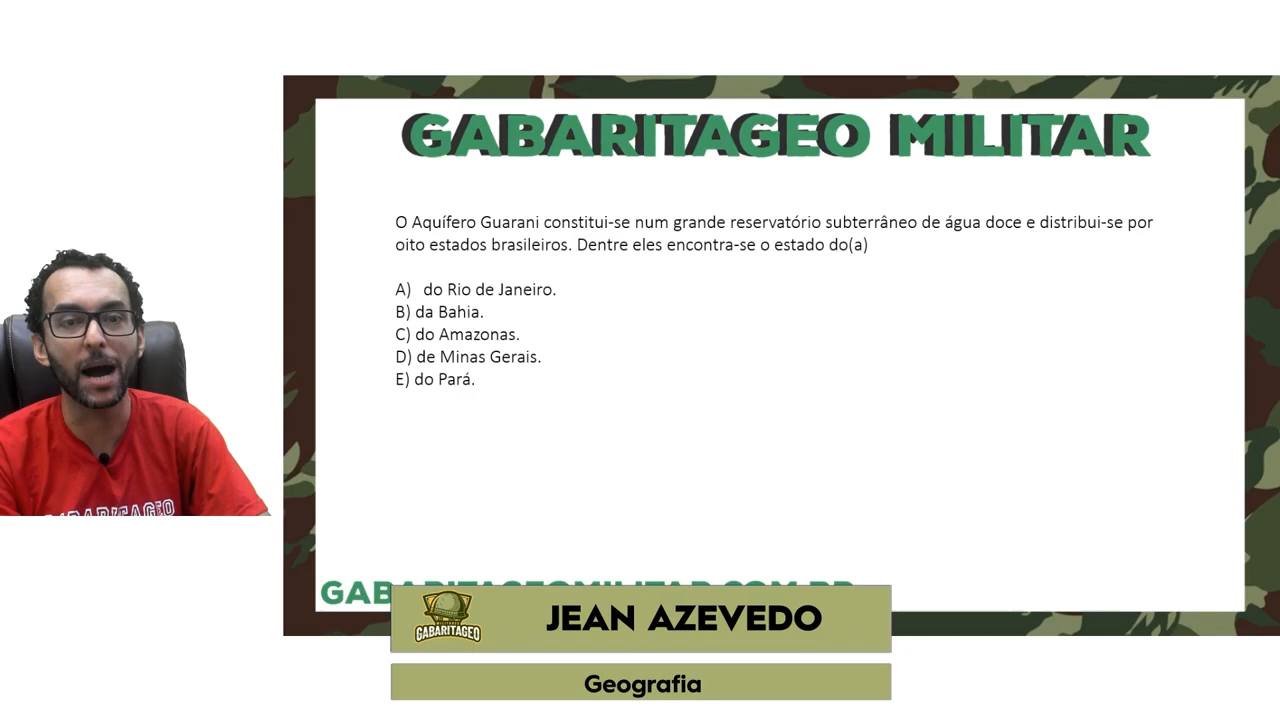 GABARITAGEO MILITAR
O Aquífero Guarani constitui-se num grande reservatório subterrâneo de água doce e distribui-se por
oito estados brasileiros. Dentre eles encontra-se o estado do(a)
A) do Rio de Janeiro.
B) da Bahia.
C) do Amazonas.
D) de Minas Gerais.
E) do Pará.
GABARITAGEO
GABARITAGEOMILITAR.COM.BR
GABARITAGEO
JEAN AZEVEDO
Geografia